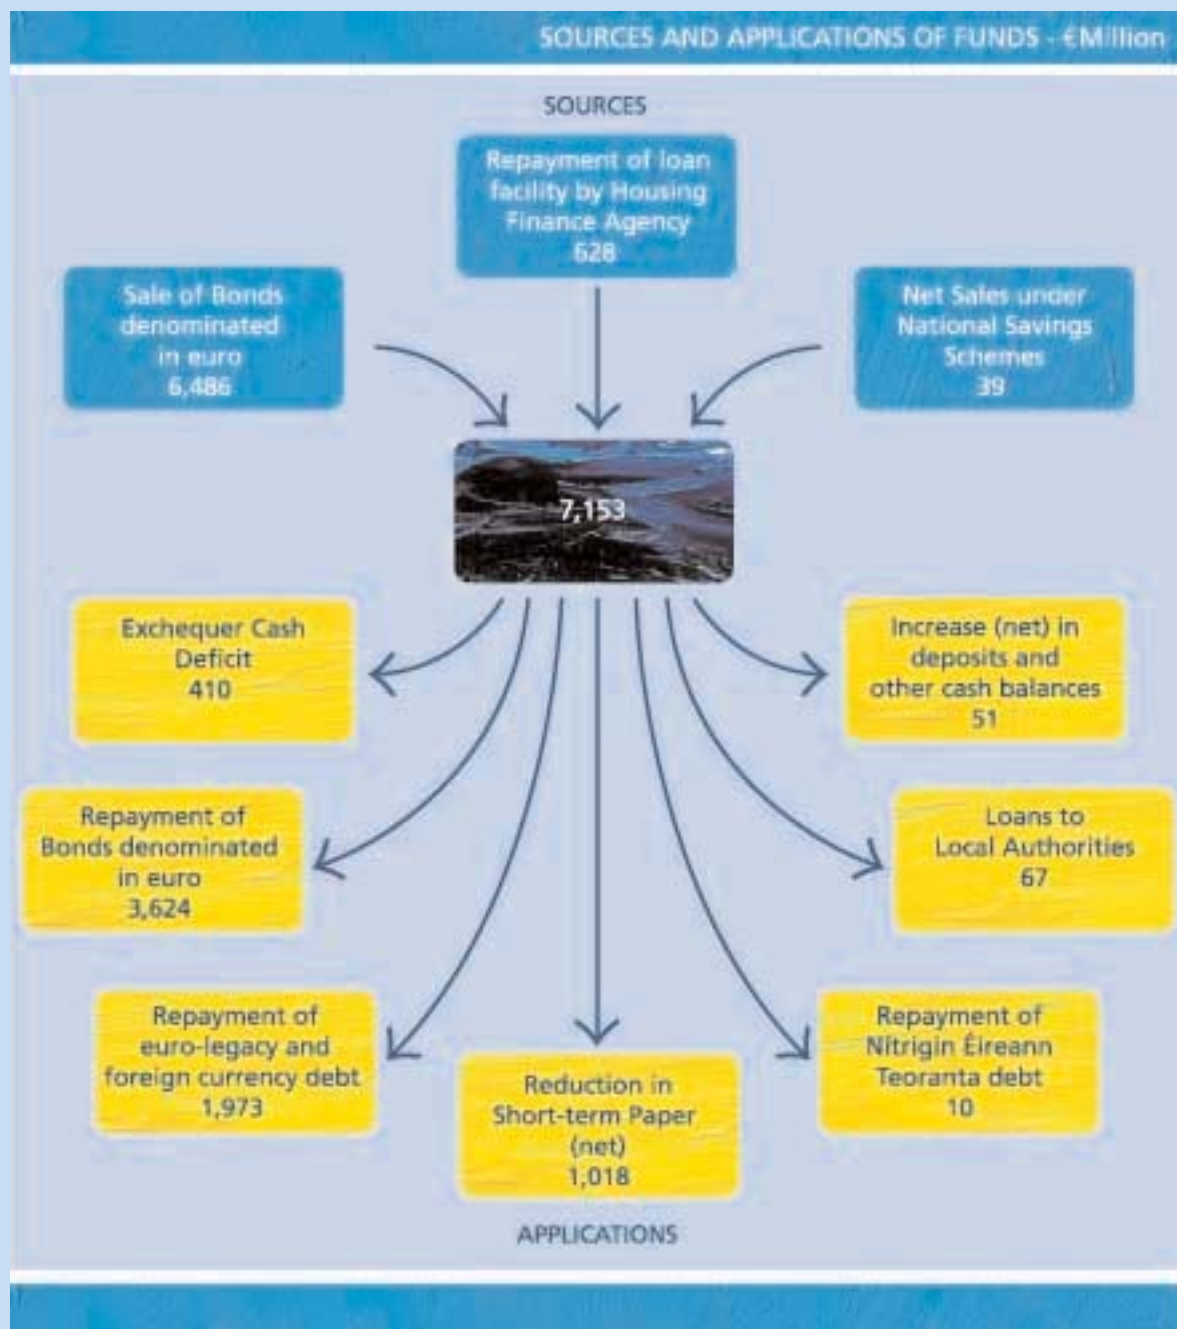 SOURCES AND APPLICATIONS OF FUNDS - €Million
SOURCES
Repayment of loan
facility by Housing
Finance Agency
628
Sale of Bonds
denominated
in euro
6,486
Net Sales under
National Savings
Schemes
39
7,153
Exchequer Cash
Deficit
410
Increase (net) in
deposits and
other cash balances
51
Repayment of
Bonds denominated
in euro
3,624
Loans to
Local Authorities
67
Repayment of
euro-legacy and
foreign currency debt
1,973
Reduction in
Short-term Paper
(net)
1,018
Repayment of
Nítrigin Éireann
Teoranta debt
10
APPLICATIONS